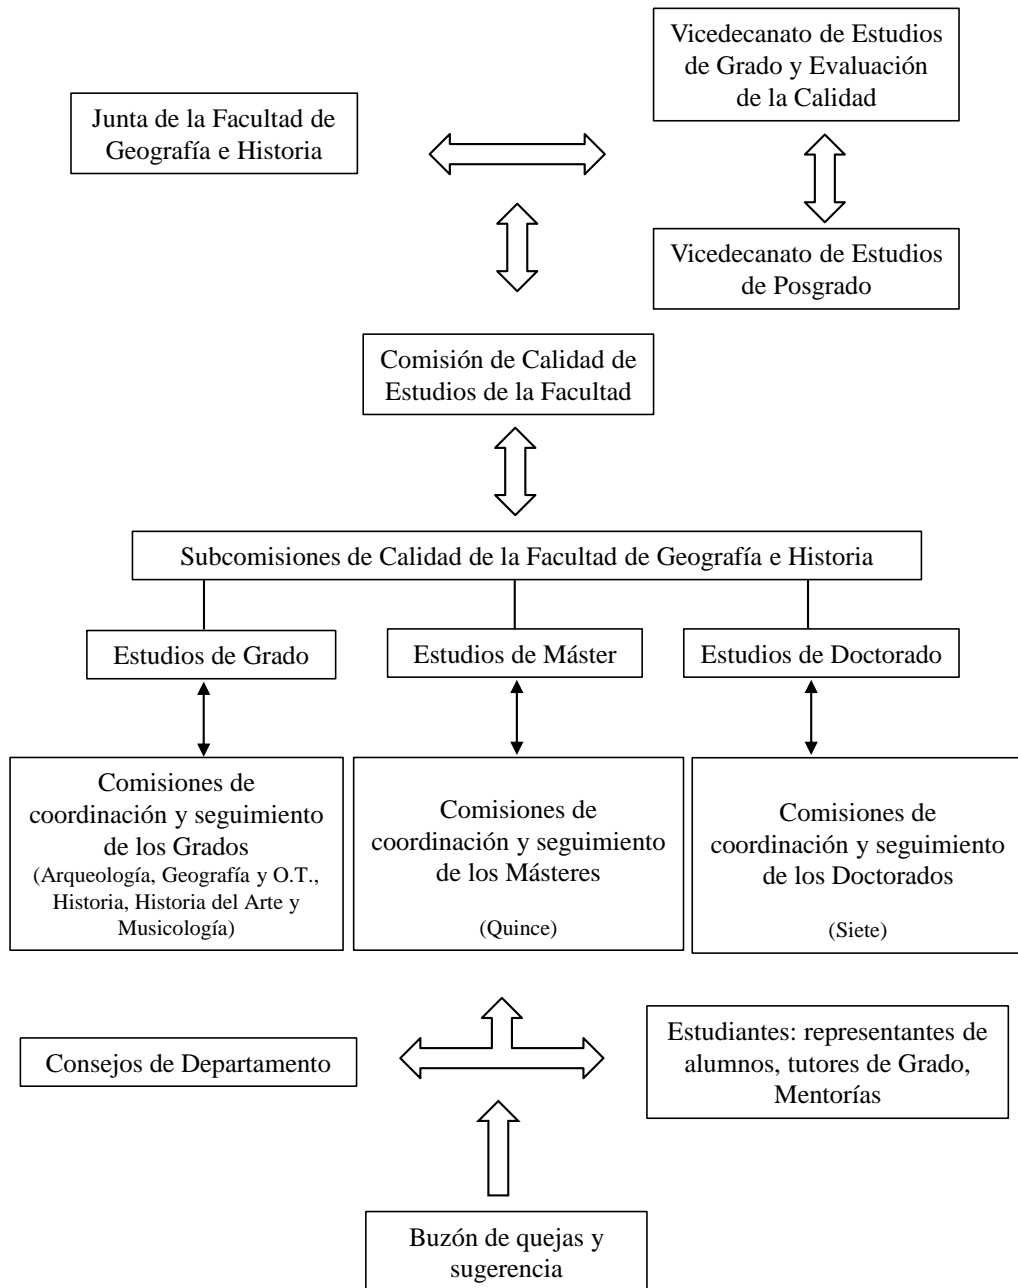 Vicedecanato de Estudios
de Grado y Evaluación
de la Calidad
Junta de la Facultad de
Geografía e Historia
Vicedecanato de Estudios
de Posgrado
Comisión de Calidad de
Estudios de la Facultad
Subcomisiones de Calidad de la Facultad de Geografía e Historia
Estudios de Grado
Estudios de Máster
Estudios de Doctorado
Comisiones de
coordinación y seguimiento
de los Grados
(Arqueología, Geografía y O.T.,
Historia, Historia del Arte y
Musicología)
Comisiones de
coordinación y seguimiento
de los Másteres
(Quince)
Comisiones de
coordinación y seguimiento
de los Doctorados
(Siete)
Consejos de Departamento
Estudiantes: representantes de
alumnos, tutores de Grado,
Mentorías
Buzón de quejas y
sugerencia